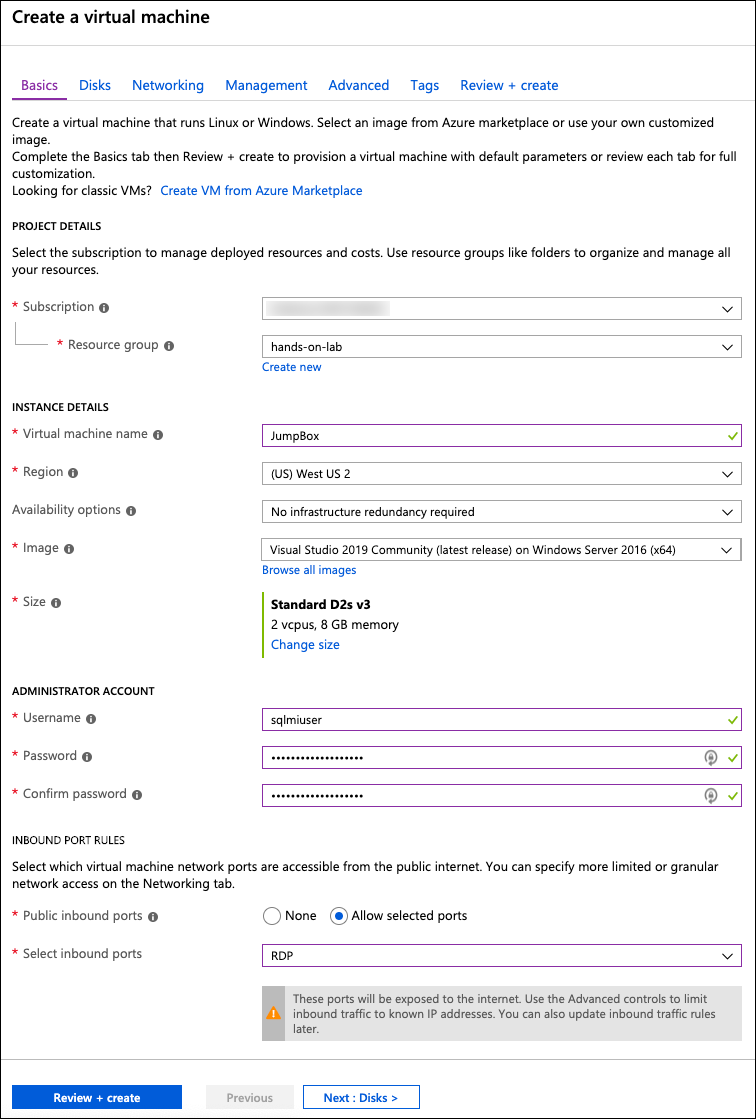 Create a virtual machine
Basics Disks Networking Management Advanced Tags Review + create
Create a virtual machine that runs Linux or Windows. Select an image from Azure marketplace or use your own customized
image.
Complete the Basics tab then Review + create to provision a virtual machine with default parameters or review each tab for full
customization.
Looking for classic VMs? Create VM from Azure Marketplace
PROJECT DETAILS
Select the subscription to manage deployed resources and costs. Use resource groups like folders to organize and manage all
your resources.
* Subscription
* Resource group hands-on-lab
Create new
INSTANCE DETAILS
* Virtual machine name JumpBox
* Region (US) West US 2
Availability options No infrastructure redundancy required
* Image Visual Studio 2019 Community (latest release) on Windows Server 2016 (x64)
Browse all images
* Size Standard D2s v3
2 vcpus, 8 GB memory
Change size
ADMINISTRATOR ACCOUNT
* Username sqlmiuser
* Password •••••••••••••••••••
* Confirm password •••••••••••••••••••
INBOUND PORT RULES
Select which virtual machine network ports are accessible from the public internet. You can specify more limited or granular
network access on the Networking tab.
* Public inbound ports None Allow selected ports
* Select inbound ports RDP
These ports will be exposed to the internet. Use the Advanced controls to limit
inbound traffic to known IP addresses. You can also update inbound traffic rules
later.
Review + create Previous Next : Disks >